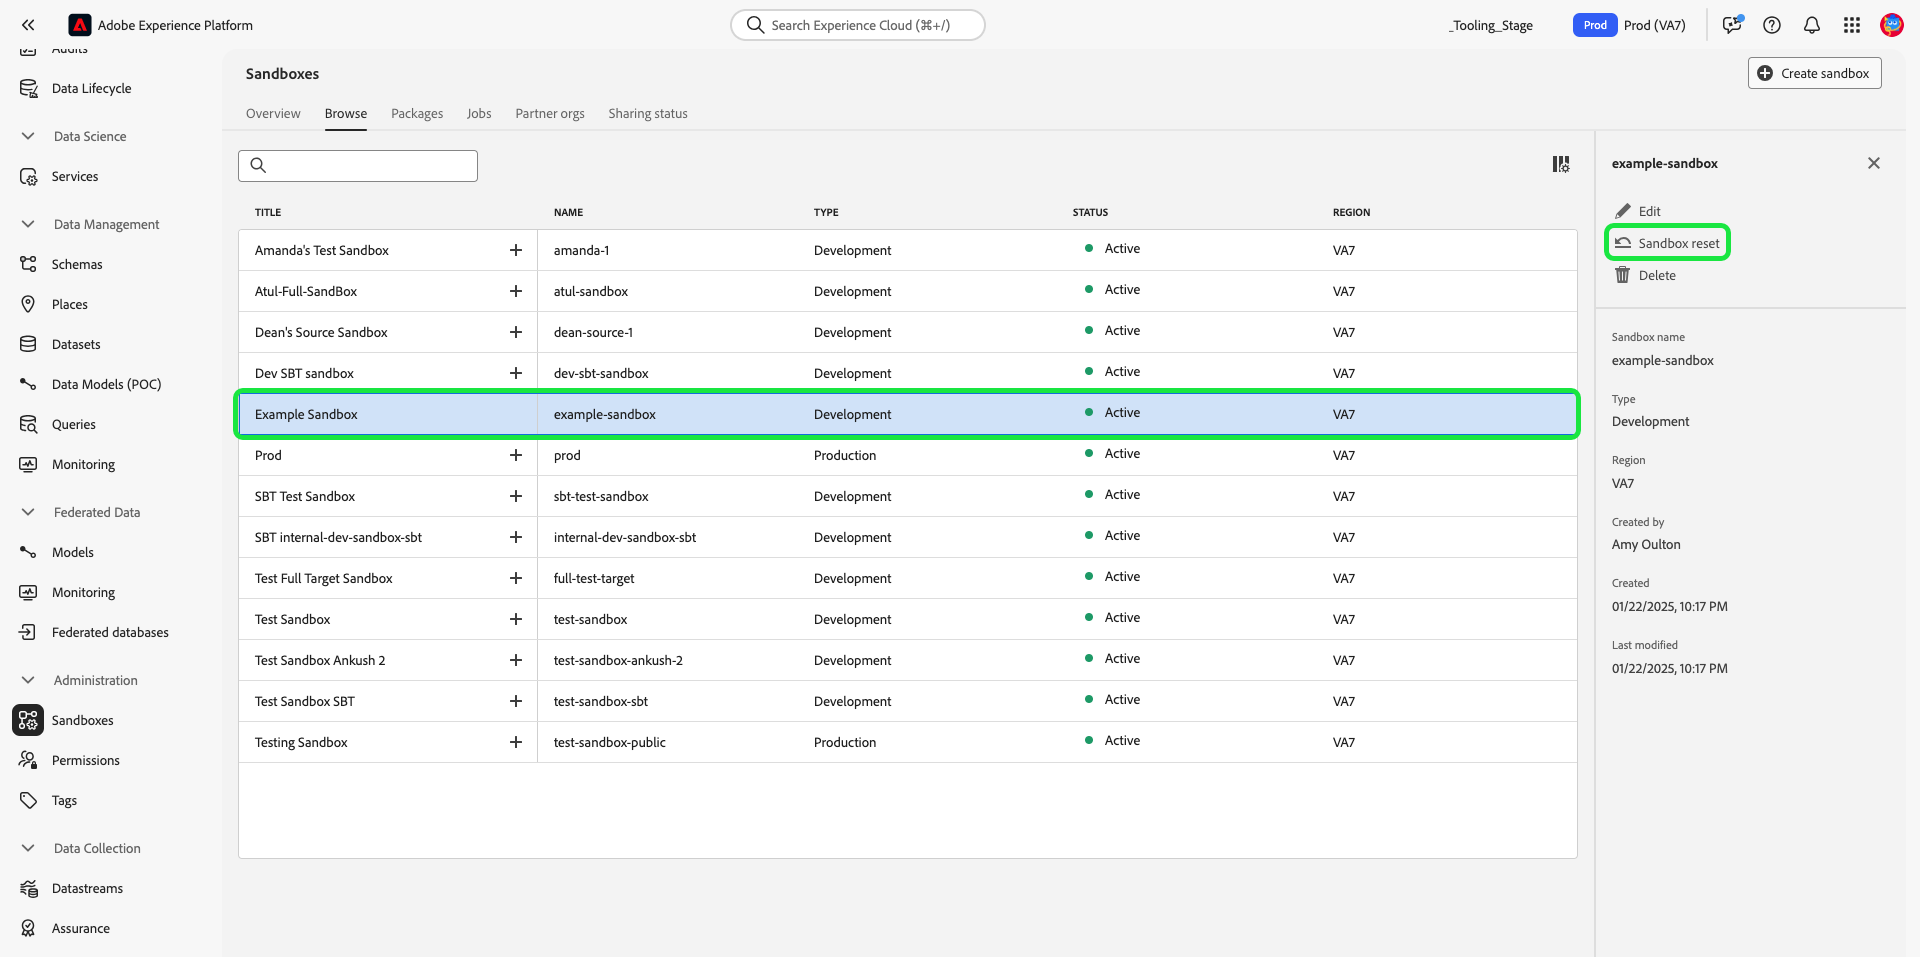 Adobe Experience Platform
Search Experience Cloud (⌘+/)
_Tooling_Stage
Prod
Prod (VA7)
Audits
Data Lifecycle
Data Science
Services
Data Management
Schemas
Places
Datasets
Data Models (POC)
Queries
Monitoring
Federated Data
Models
Monitoring
Federated databases
Administration
Sandboxes
Permissions
Tags
Data Collection
Datastreams
Assurance
Sandboxes
Create sandbox
Overview Browse Packages Jobs Partner orgs Sharing status
TITLE NAME TYPE STATUS REGION
Amanda's Test Sandbox amanda-1 Development Active VA7
Atul-Full-SandBox atul-sandbox Development Active VA7
Dean's Source Sandbox dean-source-1 Development Active VA7
Dev SBT sandbox dev-sbt-sandbox Development Active VA7
Example Sandbox example-sandbox Development Active VA7
Prod prod Production Active VA7
SBT Test Sandbox sbt-test-sandbox Development Active VA7
SBT internal-dev-sandbox-sbt internal-dev-sandbox-sbt Development Active VA7
Test Full Target Sandbox full-test-target Development Active VA7
Test Sandbox test-sandbox Development Active VA7
Test Sandbox Ankush 2 test-sandbox-ankush-2 Development Active VA7
Test Sandbox SBT test-sandbox-sbt Development Active VA7
Testing Sandbox test-sandbox-public Production Active VA7
example-sandbox
Edit
Sandbox reset
Delete
Sandbox name
example-sandbox
Type
Development
Region
VA7
Created by
Amy Oulton
Created
01/22/2025, 10:17 PM
Last modified
01/22/2025, 10:17 PM